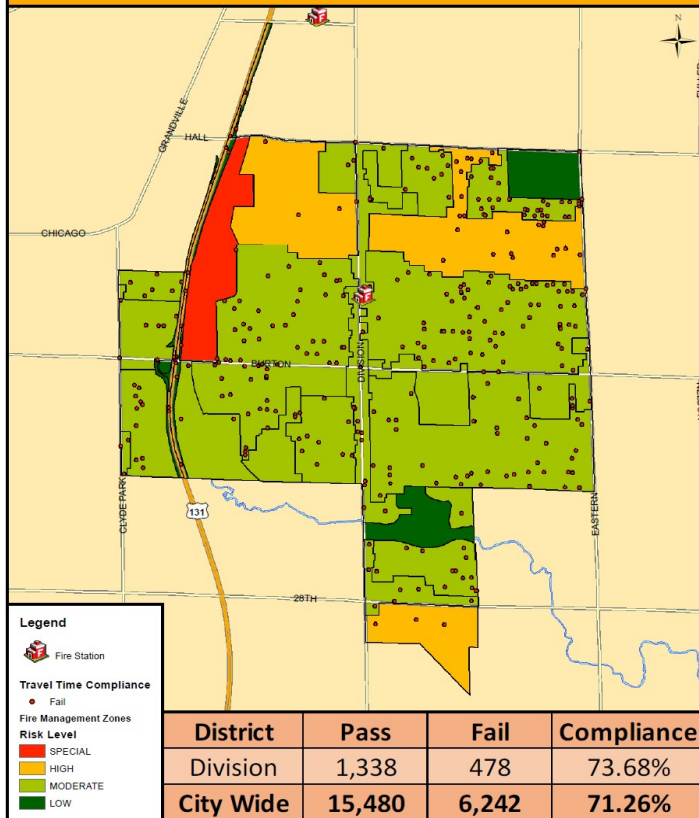 N
GRANDVILLE
HALL
CHICAGO
BURTON
DIVISION
CLYDE PARK
EASTERN
131
28TH
Legend
Fire Station
Travel Time Compliance
Fail
Fire Management Zones
Risk Level
SPECIAL
HIGH
MODERATE
LOW
District Pass Fail Compliance
Division 1,338 478 73.68%
City Wide 15,480 6,242 71.26%